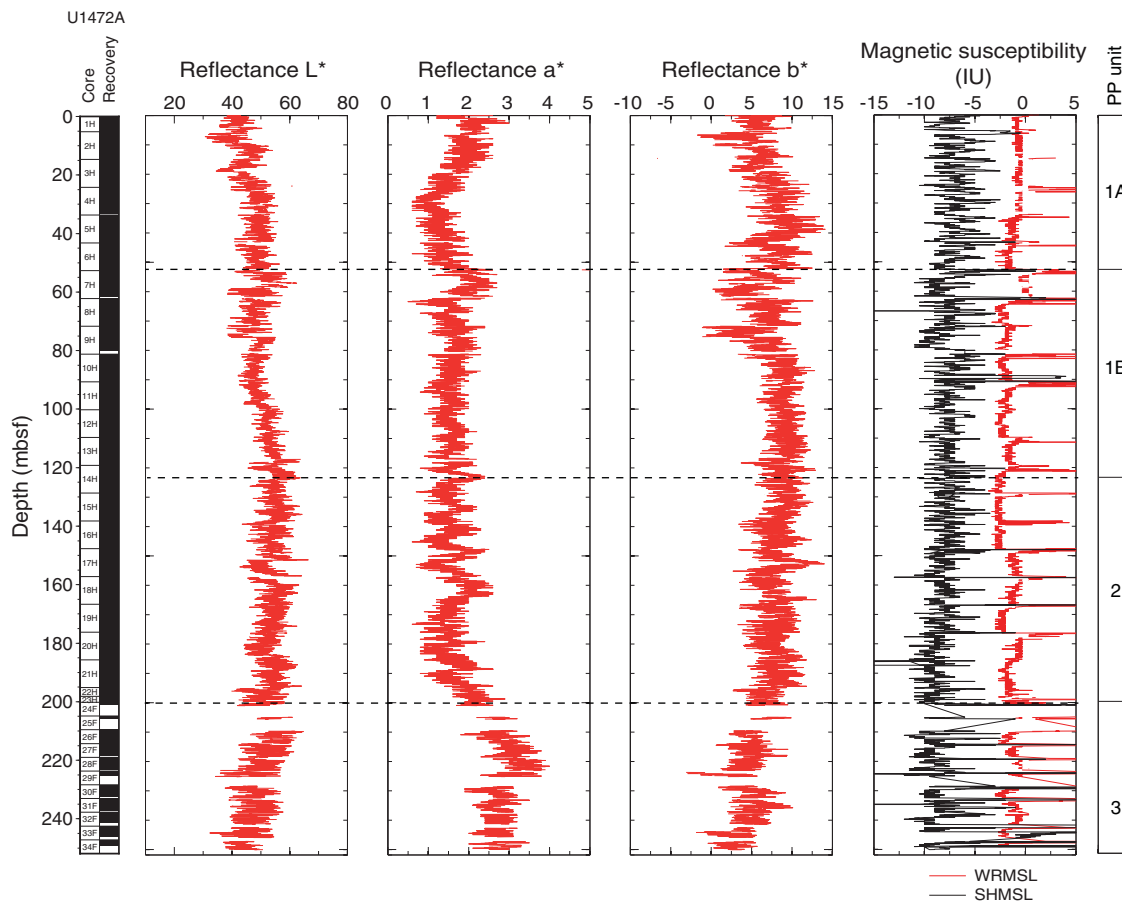 U1472A
Core
Recovery
Reflectance L*
Reflectance a*
Reflectance b*
Magnetic susceptibility
(IU)
PP unit
20 40 60 80
0 1 2 3 4 5
-10 -5 0 5 10 15
-15 -10 -5 0 5
Depth (mbsf)
0
20
40
60
80
100
120
140
160
180
200
220
240
1H
2H
3H
4H
5H
6H
7H
8H
9H
10H
11H
12H
13H
14H
15H
16H
17H
18H
19H
20H
21H
22H
23H
24F
25F
26F
27F
28F
29F
30F
31F
32F
33F
34F
1A
1B
2
3
WRMSL
SHMSL